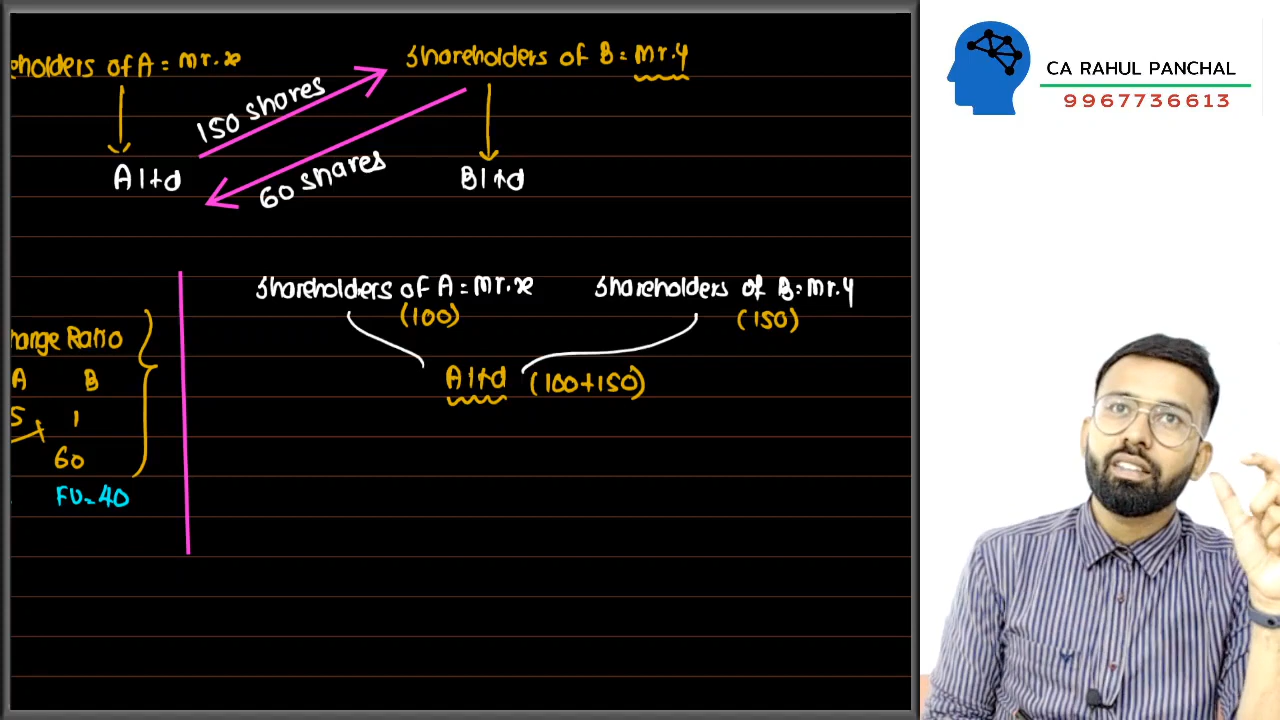 eholders of A = Mr.x
Shareholders of B = Mr.y
150 shares
60 shares
A ltd
B ltd
CA RAHUL PANCHAL
9967736613
Shareholders of A = Mr.x
(100)
Shareholders of B = Mr.y
(150)
A ltd (100+150)
hange Ratio
A B
5 1
60
FV=40